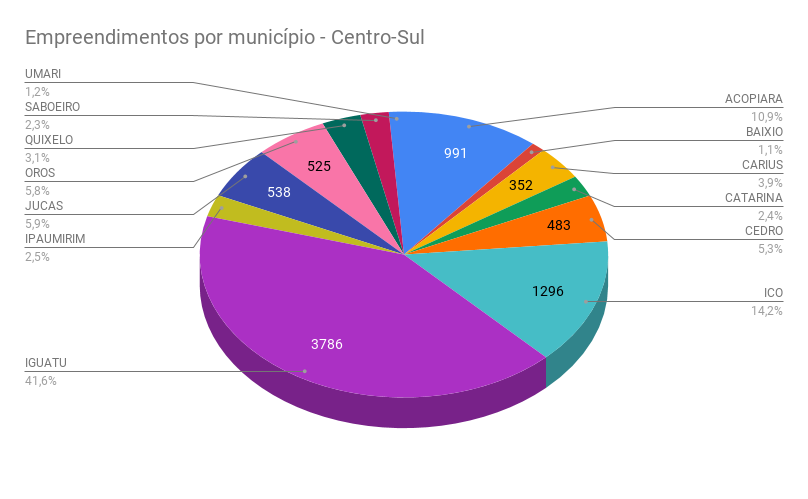 Empreendimentos por município - Centro-Sul
UMARI
1,2%
SABOEIRO
2,3%
QUIXELO
3,1%
OROS
5,8%
JUCAS
5,9%
IPAUMIRIM
2,5%
IGUATU
41,6%
ACOPIARA
10,9%
BAIXIO
1,1%
CARIUS
3,9%
CATARINA
2,4%
CEDRO
5,3%
ICO
14,2%
991
352
483
1296
3786
538
525